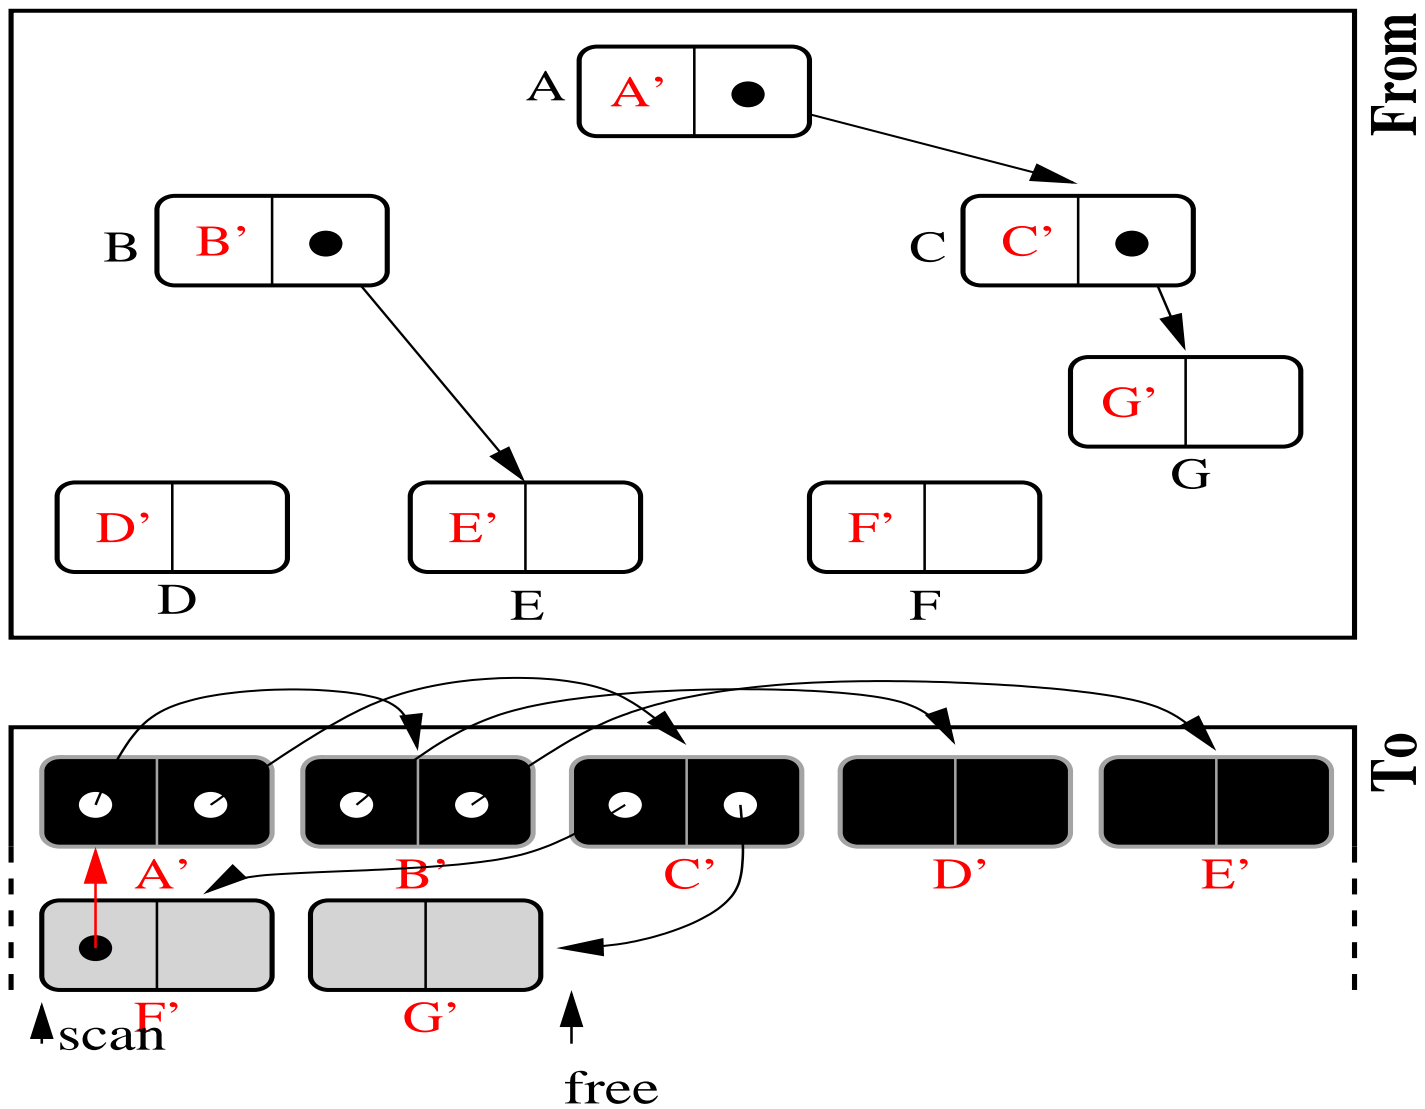 From
A A’
B B’
C C’
G’
G
D’ E’ F’
D E F
To
A’ B’ C’ D’ E’
F’ G’
scan
free